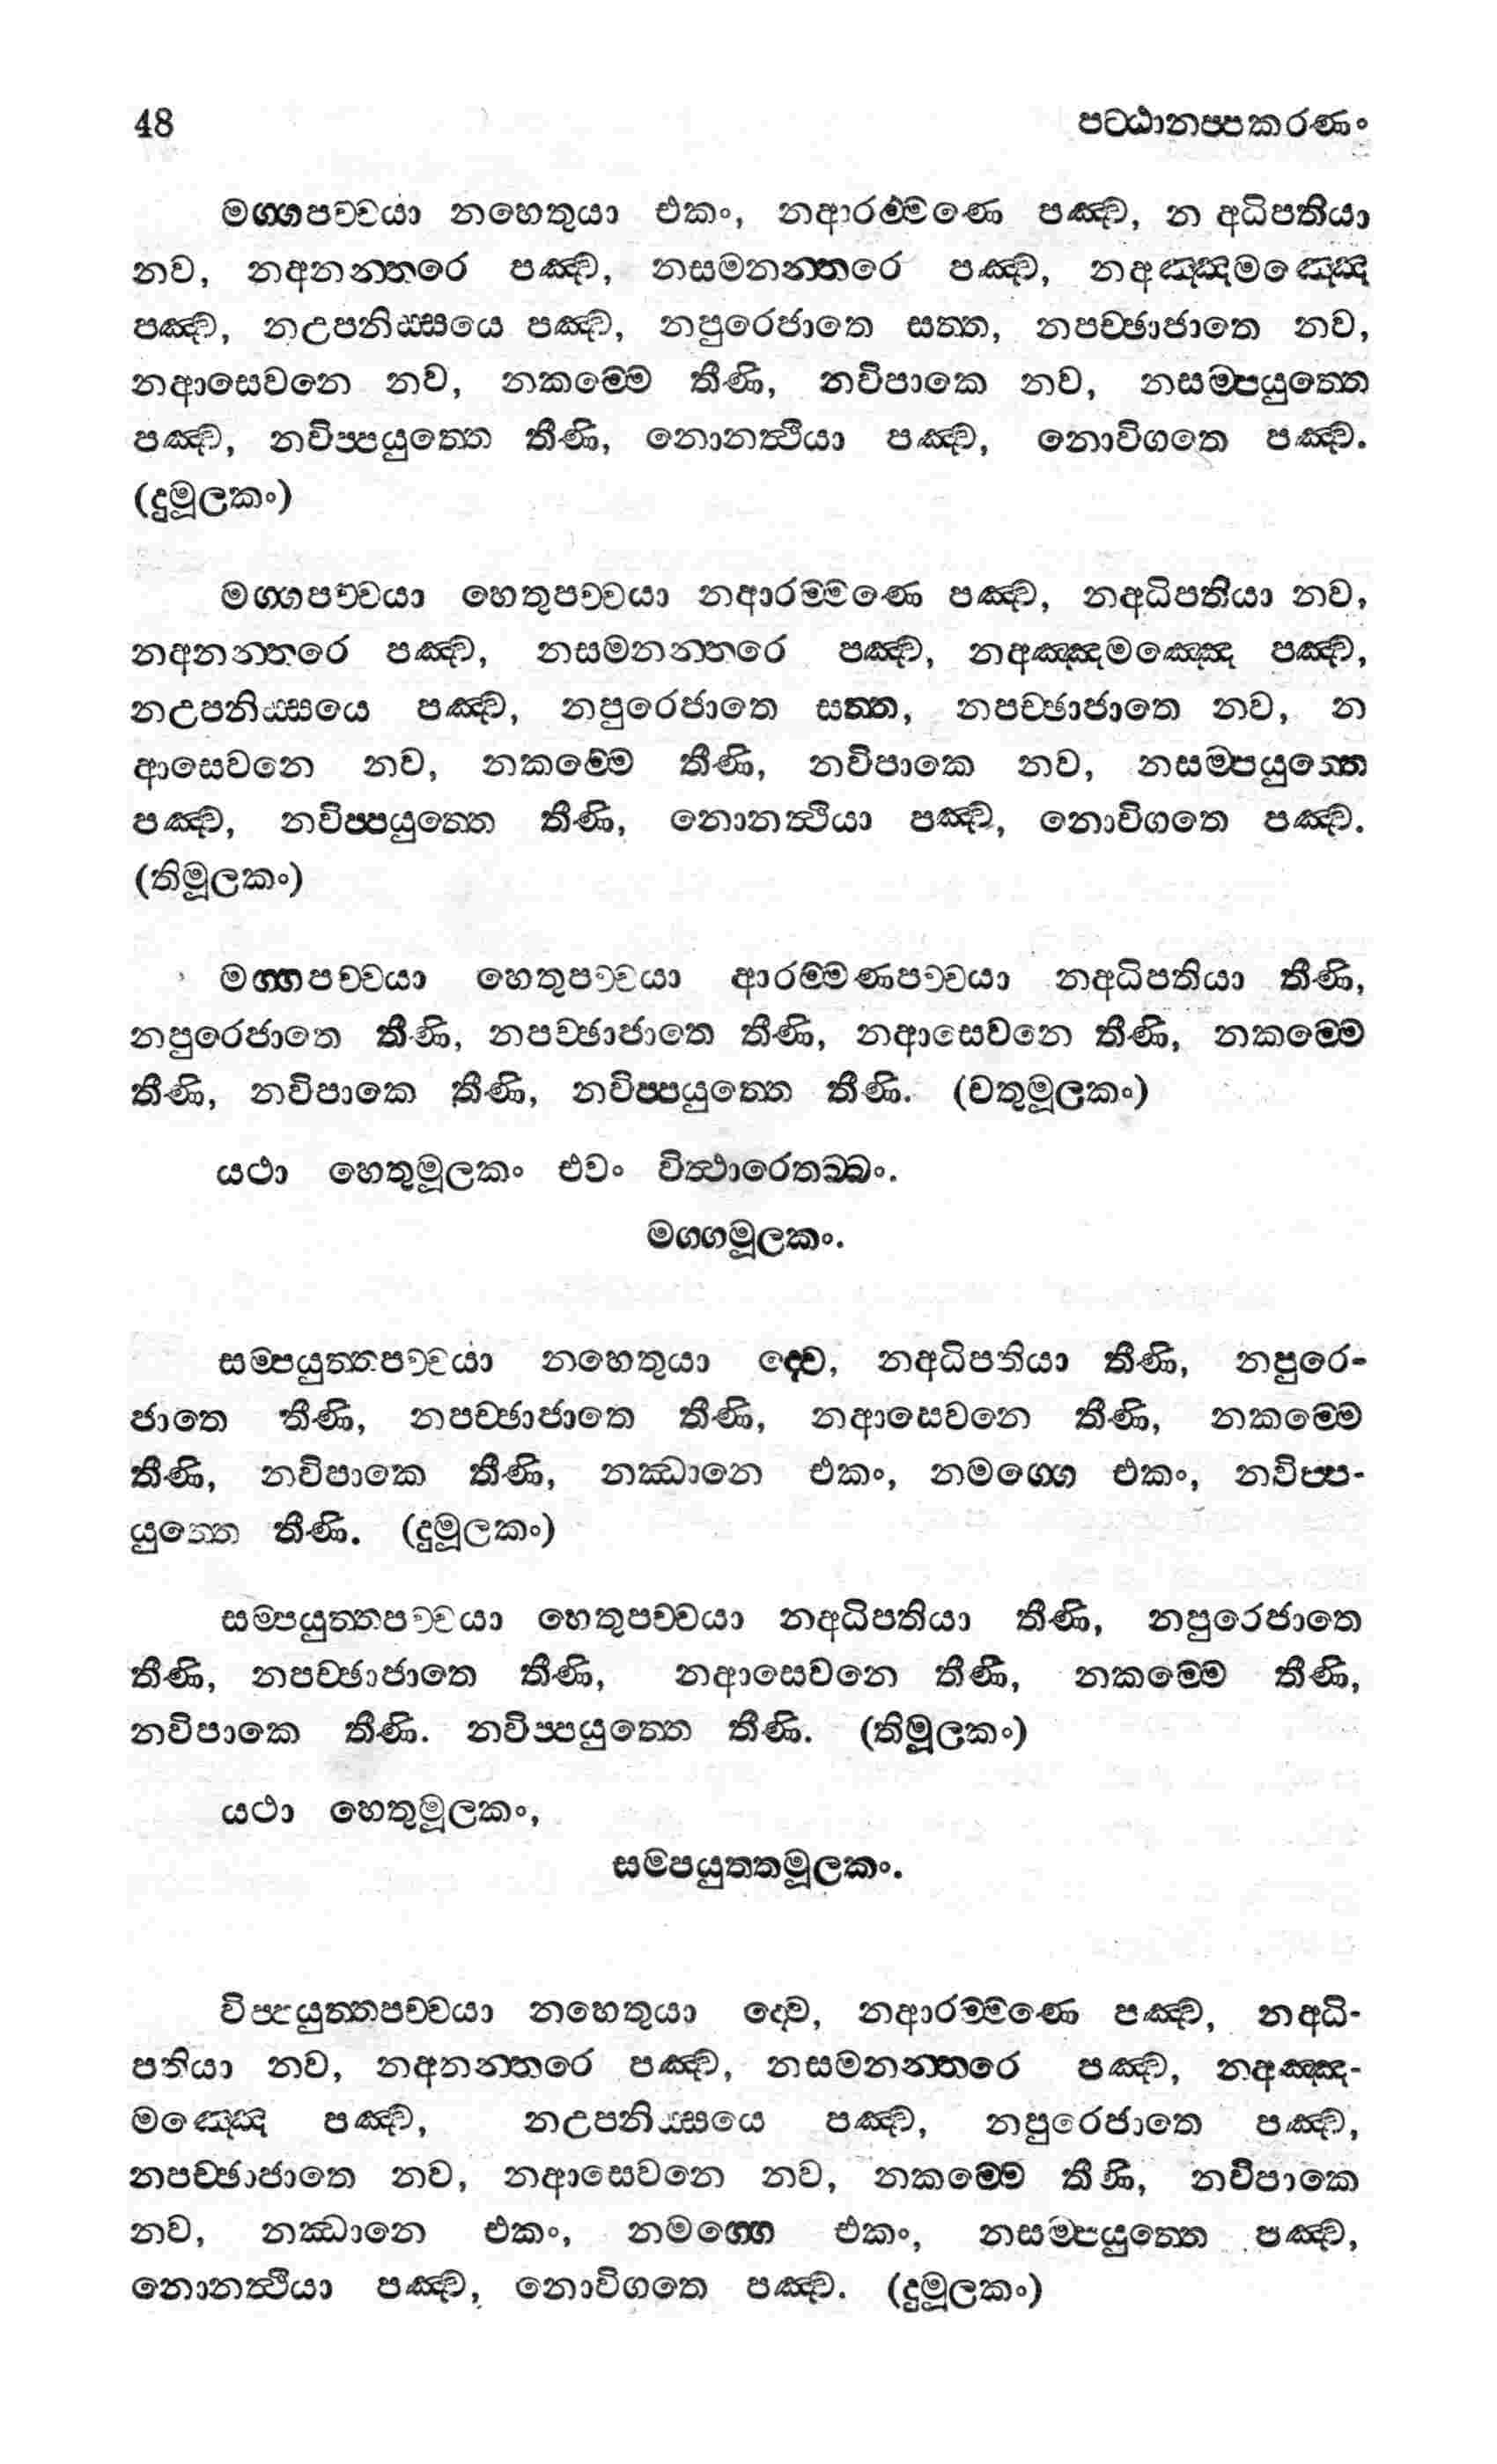 48 පට්ඨානප්පකරණං
මග්ගපච්චයා නහෙතුයා එකං, නආරම්මණෙ පඤ්ච, න අධිපතියා
නව, නඅනන්තරෙ පඤ්ච, නසමනන්තරෙ පඤ්ච, නඅඤ්ඤමඤ්ඤෙ
පඤ්ච, නඋපනිස්සයෙ පඤ්ච, නපුරෙජාතෙ සත්ත, නපච්ඡාජාතෙ නව,
නආසෙවනෙ නව, නකම්මෙ තීණි, නවිපාකෙ නව, නසම්පයුත්තෙ
පඤ්ච, නවිප්පයුත්තෙ තීණි, නොනත්ථියා පඤ්ච, නොවිගතෙ පඤ්ච.
(දුමූලකං)
මග්ගපච්චයා හෙතුපච්චයා නආරම්මණෙ පඤ්ච, නඅධිපතියා නව,
නඅනන්තරෙ පඤ්ච, නසමනන්තරෙ පඤ්ච, නඅඤ්ඤමඤ්ඤෙ පඤ්ච,
නඋපනිස්සයෙ පඤ්ච, නපුරෙජාතෙ සත්ත, නපච්ඡාජාතෙ නව, න
ආසෙවනෙ නව, නකම්මෙ තීණි, නවිපාකෙ නව, නසම්පයුත්තෙ
පඤ්ච, නවිප්පයුත්තෙ තීණි, නොනත්ථියා පඤ්ච, නොවිගතෙ පඤ්ච.
(තිමූලකං)
මග්ගපච්චයා හෙතුපච්චයා ආරම්මණපච්චයා නඅධිපතියා තීණි,
නපුරෙජාතෙ තීණි, නපච්ඡාජාතෙ තීණි, නආසෙවනෙ තීණි, නකම්මෙ
තීණි, නවිපාකෙ තීණි, නවිප්පයුත්තෙ තීණි. (චතුමූලකං)
යථා හෙතුමූලකං එවං විත්ථාරෙතබ්බං.
මග්ගමූලකං.
සම්පයුත්තපච්චයා නහෙතුයා ද්වෙ, නඅධිපතියා තීණි, නපුරෙ-
ජාතෙ තීණි, නපච්ඡාජාතෙ තීණි, නආසෙවනෙ තීණි, නකම්මෙ
තීණි, නවිපාකෙ තීණි, නඣානෙ එකං, නමග්ගෙ එකං, නවිප්ප-
යුත්තෙ තීණි. (දුමූලකං)
සම්පයුත්තපච්චයා හෙතුපච්චයා නඅධිපතියා තීණි, නපුරෙජාතෙ
තීණි, නපච්ඡාජාතෙ තීණි, නආසෙවනෙ තීණී, නකම්මෙ තීණි,
නවිපාකෙ තීණි. නවිප්පයුත්තෙ තීණි. (තිමූලකං)
යථා හෙතුමූලකං,
සම්පයුත්තමූලකං.
විප්පයුත්තපච්චයා නහෙතුයා ද්වෙ, නආරම්මණෙ පඤ්ච, නඅධි-
පතියා නව, නඅනන්තරෙ පඤ්ච, නසමනන්තරෙ පඤ්ච, නඅඤ්ඤ-
මඤ්ඤෙ පඤ්ච, නඋපනිස්සයෙ පඤ්ච, නපුරෙජාතෙ පඤ්ච,
නපච්ඡාජාතෙ නව, නආසෙවනෙ නව, නකම්මෙ තීණි, නවිපාකෙ
නව, නඣානෙ එකං, නමග්ගෙ එකං, නසම්පයුත්තෙ පඤ්ච,
නොනත්ථියා පඤ්ච, නොවිගතෙ පඤ්ච. (දුමූලකං)